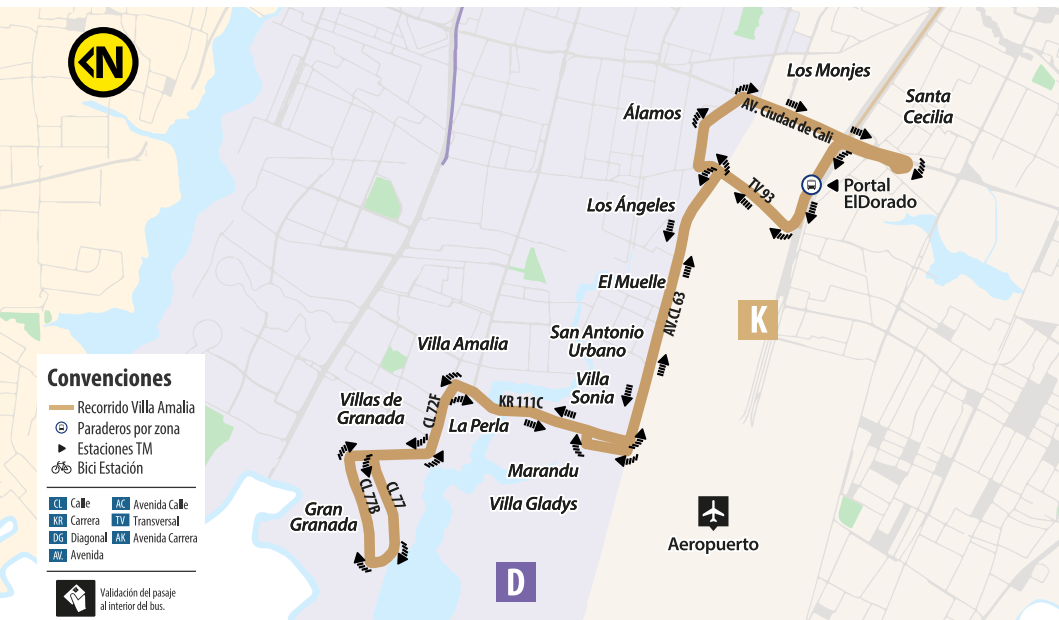 N
Los Monjes
Santa
Cecilia
Álamos
AV. Ciudad de Cali
TV.93
Portal
ElDorado
Los Ángeles
El Muelle
AV.CL 63
K
San Antonio
Urbano
Villa Amalia
Villa
Sonia
Villas de
Granada
CL 72F
KR 111C
La Perla
Marandu
Villa Gladys
CL 77B
CL 77
Gran
Granada
Aeropuerto
D
Convenciones
Recorrido Villa Amalia
Paraderos por zona
Estaciones TM
Bici Estación
CL Calle
AC Avenida Calle
KR Carrera
TV Transversal
DG Diagonal
AK Avenida Carrera
AV. Avenida
Validación del pasaje
al interior del bus.